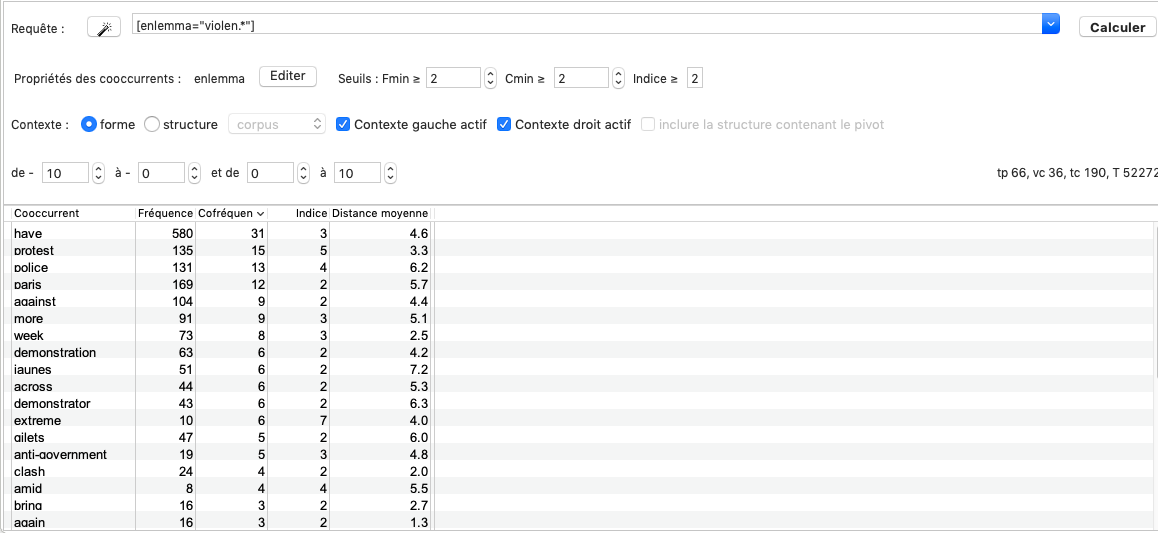 Requête : [enlemma="violen.*"] Calculer
Propriétés des cooccurrents : enlemma Editer Seuils : Fmin ≥ 2 Cmin ≥ 2 Indice ≥ 2
Contexte : forme structure corpus Contexte gauche actif Contexte droit actif inclure la structure contenant le pivot
de - 10 à - 0 et de 0 à 10 tp 66, vc 36, tc 190, T 52272
Cooccurrent Fréquence Cofréquen Indice Distance moyenne
have 580 31 3 4.6
protest 135 15 5 3.3
police 131 13 4 6.2
paris 169 12 2 5.7
against 104 9 2 4.4
more 91 9 3 5.1
week 73 8 3 2.5
demonstration 63 6 2 4.2
jaunes 51 6 2 7.2
across 44 6 2 5.3
demonstrator 43 6 2 6.3
extreme 10 6 7 4.0
gilets 47 5 2 6.0
anti-government 19 5 3 4.8
clash 24 4 2 2.0
amid 8 4 4 5.5
bring 16 3 2 2.7
again 16 3 2 1.3